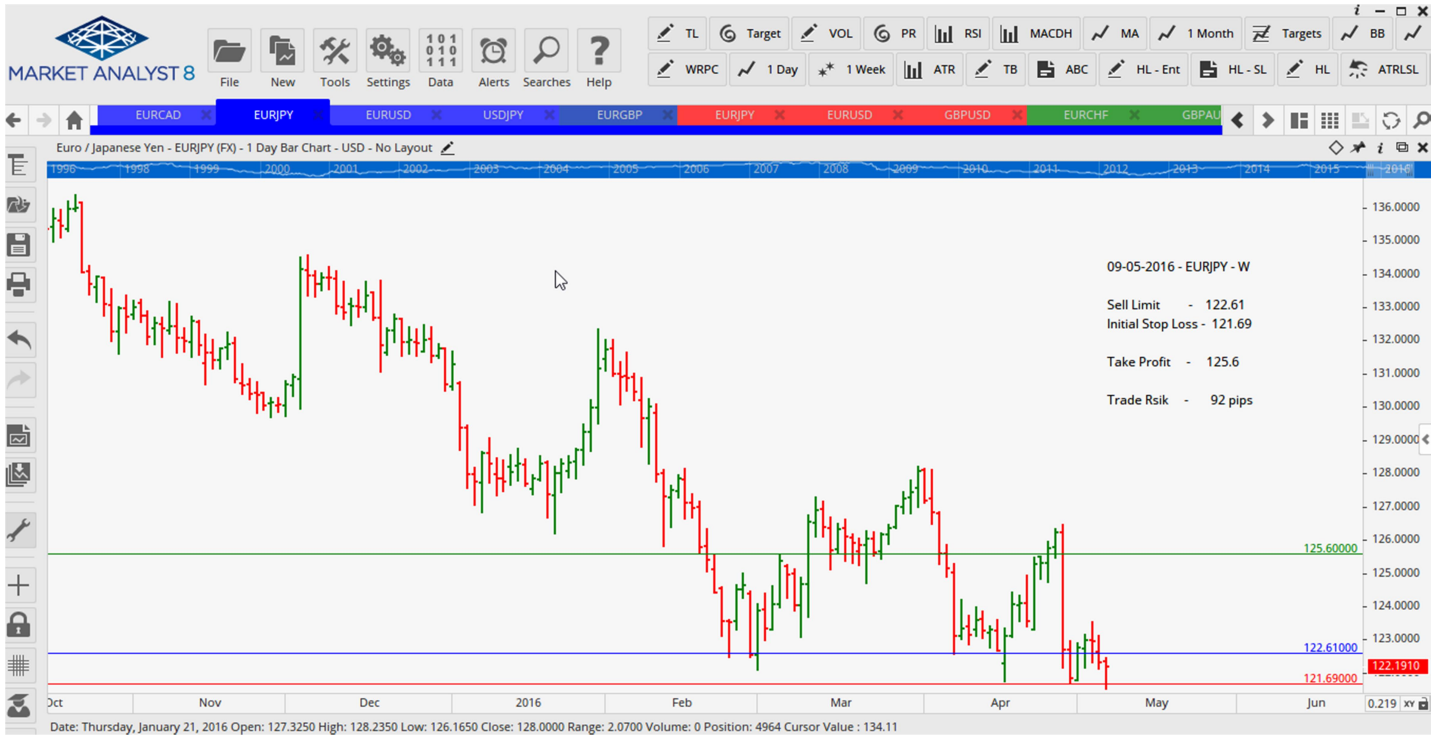 TL Target VOL PR RSI MACDH MA 1 Month Targets BB
MARKET ANALYST 8
File New Tools Settings Data Alerts Searches Help
WRPC 1 Day 1 Week ATR TB ABC HL - Ent HL - SL HL ATRLSL
EURCAD EURJPY EURUSD USDJPY EURGBP EURJPY EURUSD GBPUSD EURCHF GBPAU
Euro / Japanese Yen - EURJPY (FX) - 1 Day Bar Chart - USD - No Layout
1996 1998 1999 2000 2001 2002 2003 2004 2005 2006 2007 2008 2009 2010 2011 2012 2013 2014 2015 2016
136.0000
135.0000
09-05-2016 - EURJPY - W
134.0000
Sell Limit - 122.61
133.0000
Initial Stop Loss - 121.69
132.0000
Take Profit - 125.6
131.0000
Trade Rsik - 92 pips
130.0000
129.0000
128.0000
127.0000
126.0000
125.60000
125.0000
124.0000
123.0000
122.61000
122.1910
121.69000
Oct Nov Dec 2016 Feb Mar Apr May Jun 0.219 XY
Date: Thursday, January 21, 2016 Open: 127.3250 High: 128.2350 Low: 126.1650 Close: 128.0000 Range: 2.0700 Volume: 0 Position: 4964 Cursor Value : 134.11